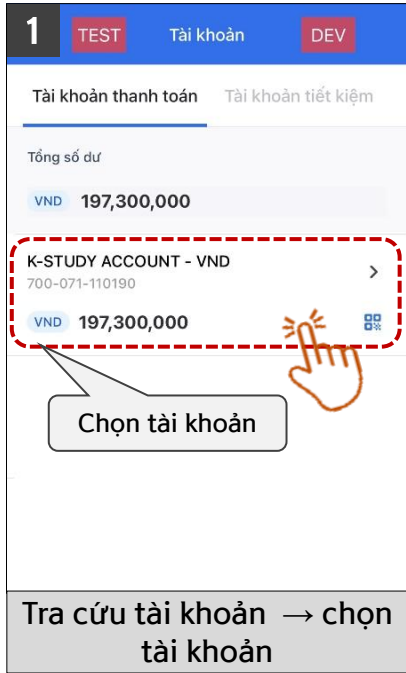 1
TEST Tài khoản DEV
Tài khoản thanh toán Tài khoản tiết kiệm
Tổng số dư
VND 197,300,000
K-STUDY ACCOUNT - VND
700-071-110190
VND 197,300,000
Chọn tài khoản
Tra cứu tài khoản → chọn
tài khoản